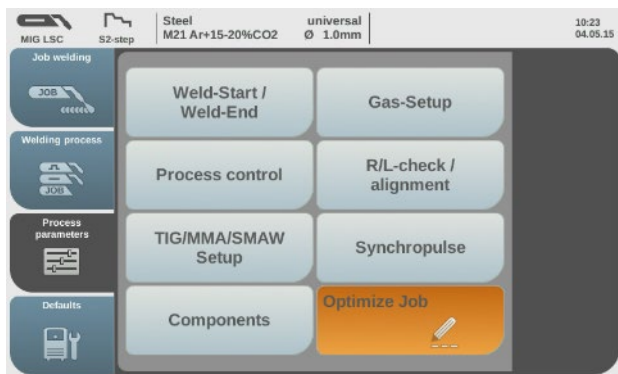 MIG LSC
S2-step
Steel
M21 Ar+15-20%CO2
universal
Ø 1.0mm
10:23
04.05.15
Job welding
JOB
Welding process
JOB
Process
parameters
Defaults
Weld-Start /
Weld-End
Gas-Setup
Process control
R/L-check /
alignment
TIG/MMA/SMAW
Setup
Synchropulse
Components
Optimize Job